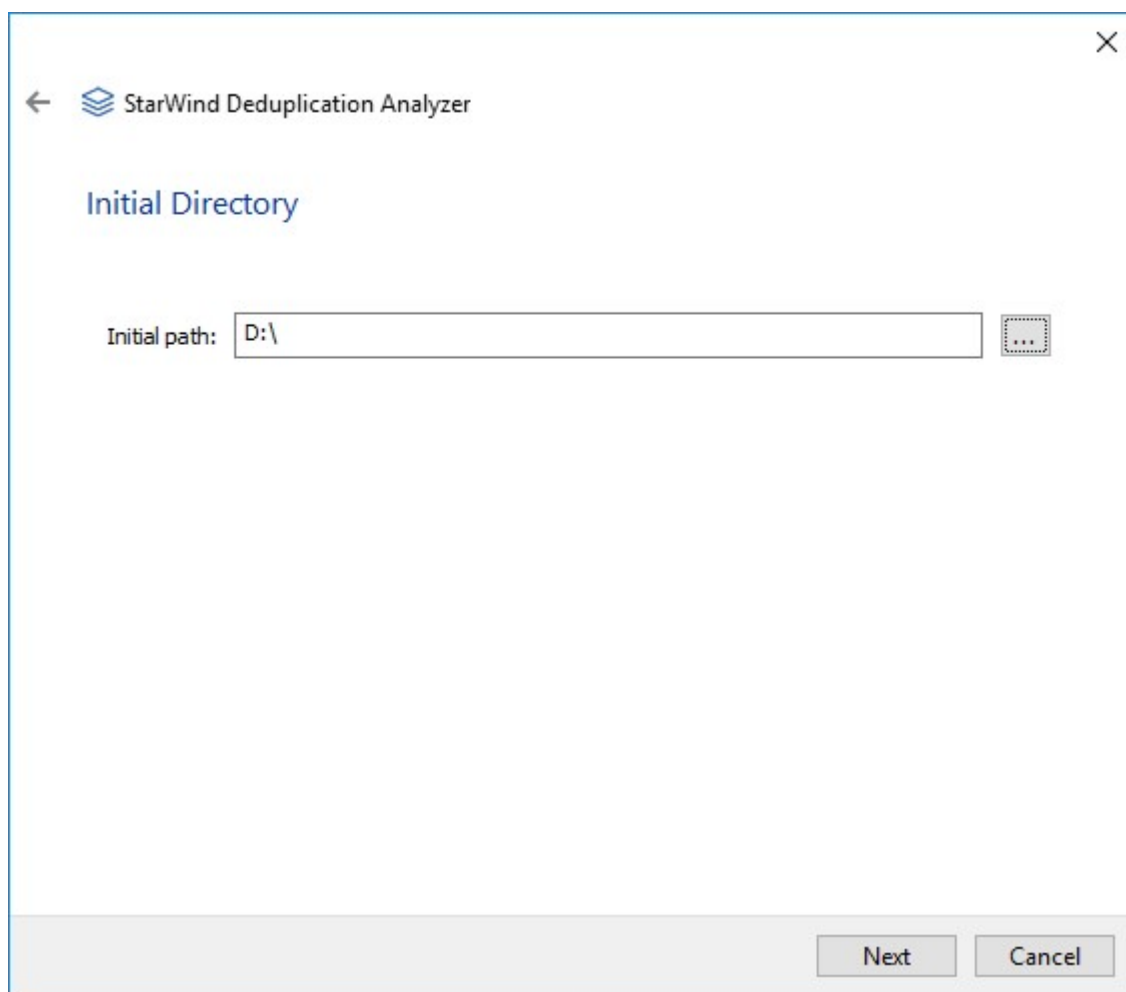 StarWind Deduplication Analyzer
Initial Directory
Initial path: D:\ ...
Next Cancel